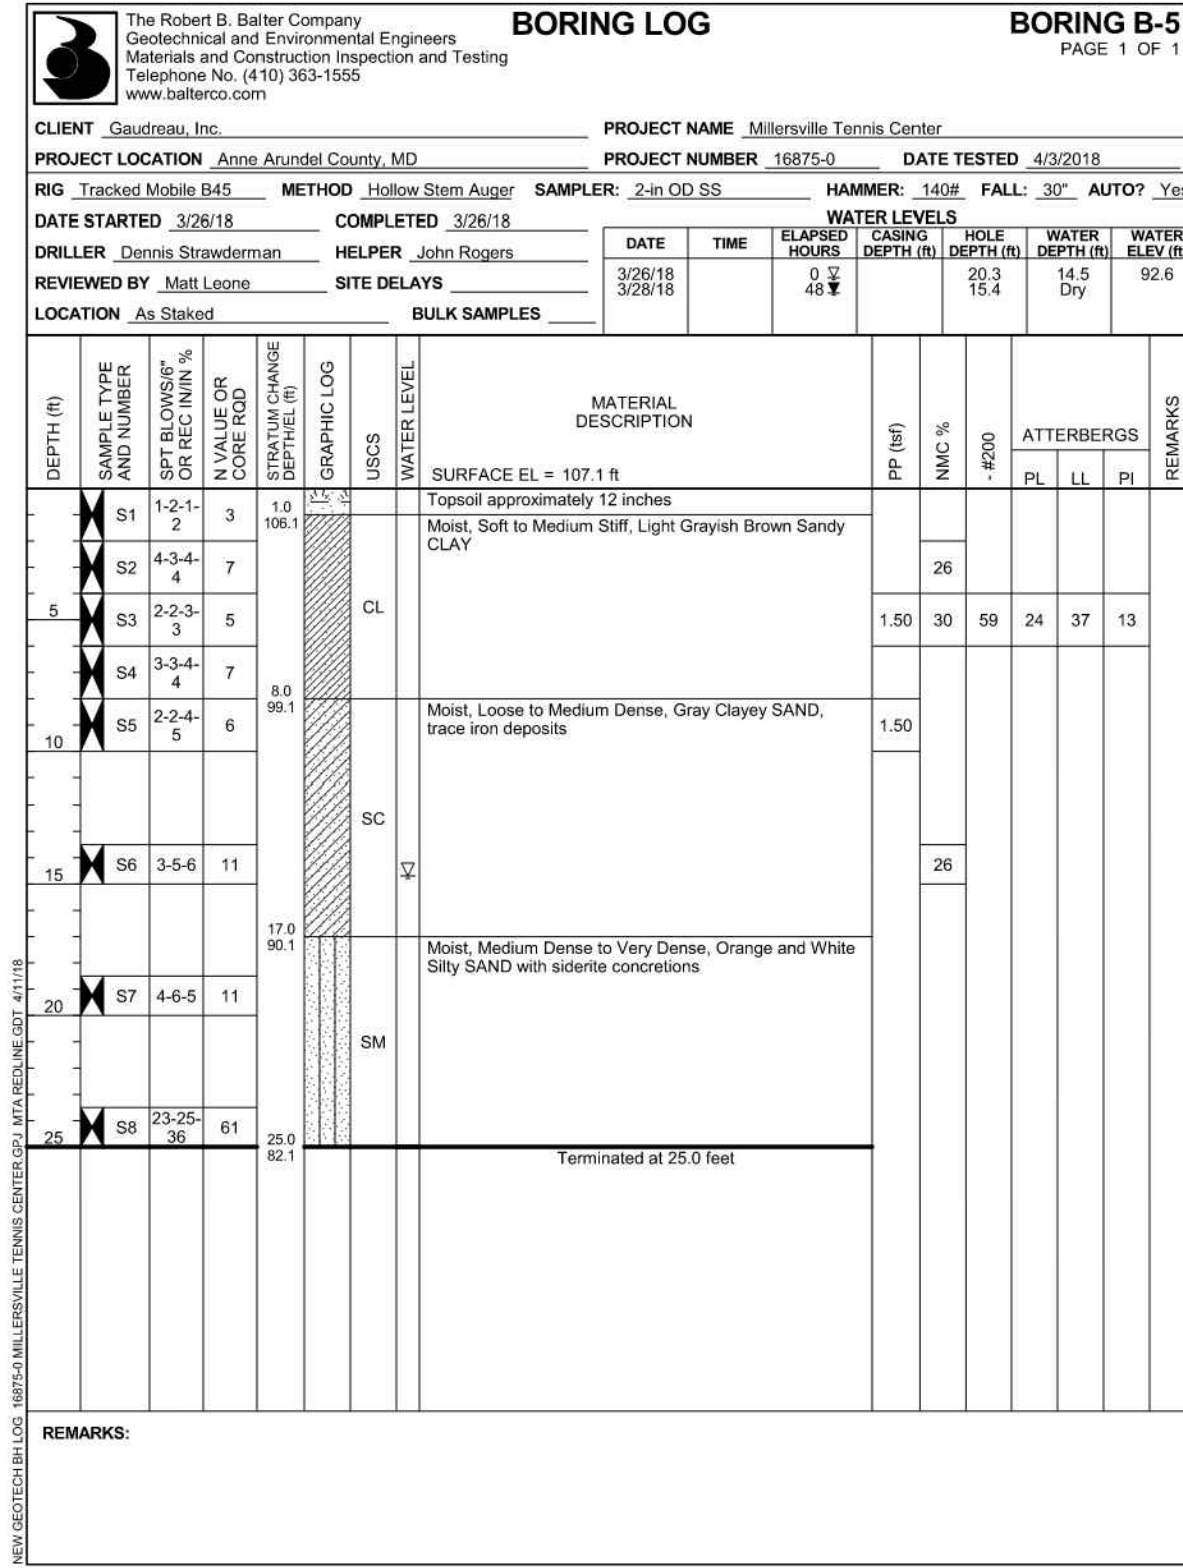 The Robert B. Balter Company
Geotechnical and Environmental Engineers
Materials and Construction Inspection and Testing
Telephone No. (410) 363-1555
www.balterco.com
BORING LOG
BORING B-5
PAGE 1 OF 1
CLIENT Gaudreau, Inc. PROJECT NAME Millersville Tennis Center
PROJECT LOCATION Anne Arundel County, MD PROJECT NUMBER 16875-0 DATE TESTED 4/3/2018
RIG Tracked Mobile B45 METHOD Hollow Stem Auger SAMPLER: 2-in OD SS HAMMER: 140# FALL: 30" AUTO? Yes
DATE STARTED 3/26/18 COMPLETED 3/26/18
DRILLER Dennis Strawderman HELPER John Rogers
REVIEWED BY Matt Leone SITE DELAYS
LOCATION As Staked BULK SAMPLES
WATER LEVELS
DATE TIME ELAPSED HOURS CASING DEPTH (ft) HOLE DEPTH (ft) WATER DEPTH (ft) WATER ELEV (ft
3/26/18 0 20.3 14.5 92.6
3/28/18 48 15.4 Dry
DEPTH (ft)
SAMPLE TYPE AND NUMBER
SPT BLOWS/6" OR REC IN/IN %
N VALUE OR CORE RQD
STRATUM CHANGE DEPTH/EL (ft)
GRAPHIC LOG
USCS
WATER LEVEL
MATERIAL
DESCRIPTION
SURFACE EL = 107.1 ft
PP (tsf)
NMC %
- #200
ATTERBERGS
PL LL PI
REMARKS
Topsoil approximately 12 inches
S1 1-2-1-2 3
1.0
106.1
Moist, Soft to Medium Stiff, Light Grayish Brown Sandy
CLAY
S2 4-3-4-4 7 26
5 S3 2-2-3-3 5 CL 1.50 30 59 24 37 13
S4 3-3-4-4 7
8.0
99.1
Moist, Loose to Medium Dense, Gray Clayey SAND,
trace iron deposits
10 S5 2-2-4-5 6 1.50
SC
15 S6 3-5-6 11 26
17.0
90.1
Moist, Medium Dense to Very Dense, Orange and White
Silty SAND with siderite concretions
20 S7 4-6-5 11
SM
25 S8 23-25-36 61
25.0
82.1
Terminated at 25.0 feet
REMARKS:
NEW GEOTECH BH LOG 16875-0 MILLERSVILLE TENNIS CENTER.GPJ MTA REDLINE.GDT 4/11/18